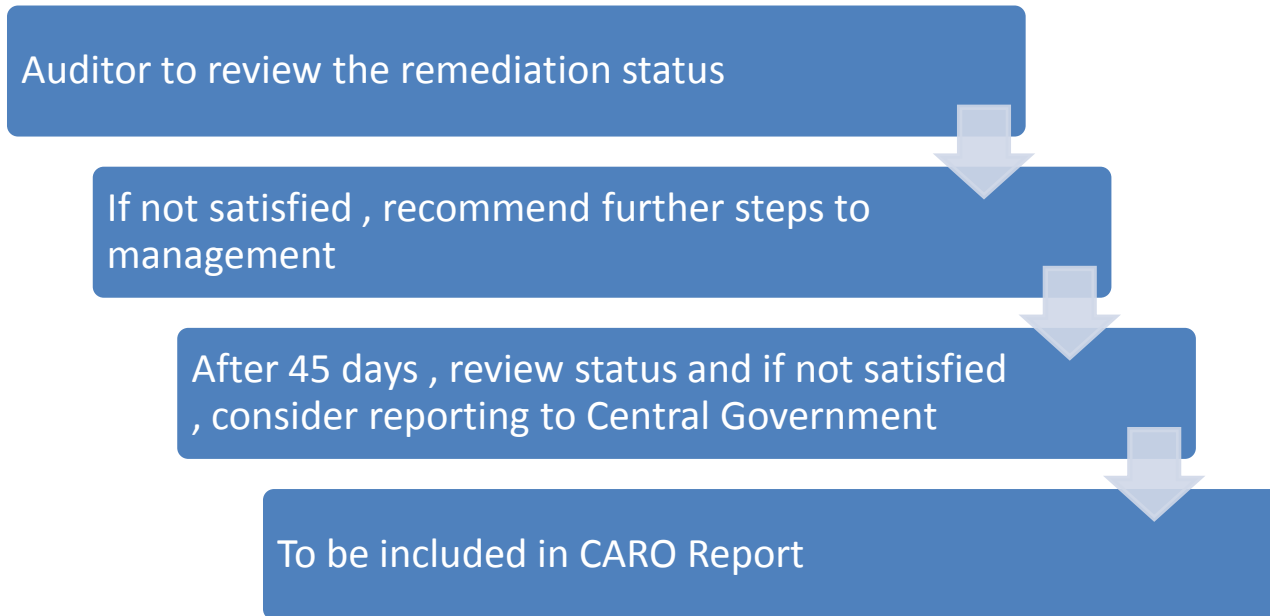 Auditor to review the remediation status
If not satisfied , recommend further steps to
management
After 45 days , review status and if not satisfied
, consider reporting to Central Government
To be included in CARO Report